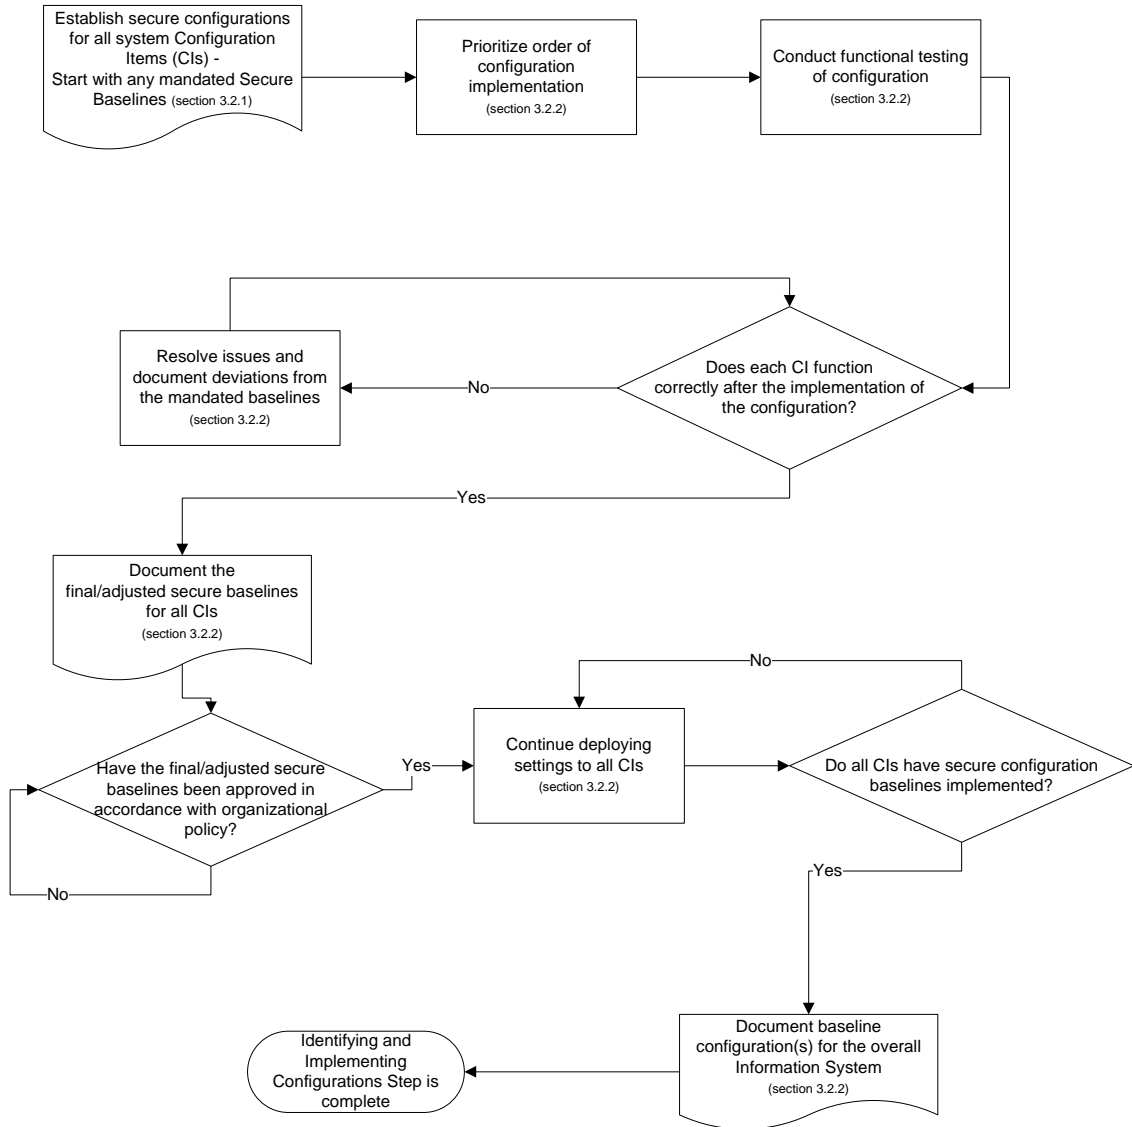 Establish secure configurations
for all system Configuration
Items (CIs) -
Start with any mandated Secure
Baselines (section 3.2.1)
Prioritize order of
configuration
implementation
(section 3.2.2)
Conduct functional testing
of configuration
(section 3.2.2)
Resolve issues and
document deviations from
the mandated baselines
(section 3.2.2)
No
Does each CI function
correctly after the implementation of
the configuration?
Yes
Document the
final/adjusted secure baselines
for all CIs
(section 3.2.2)
No
Have the final/adjusted secure
baselines been approved in
accordance with organizational
policy?
Yes
Continue deploying
settings to all CIs
(section 3.2.2)
Do all CIs have secure configuration
baselines implemented?
No
Yes
Identifying and
Implementing
Configurations Step is
complete
Document baseline
configuration(s) for the overall
Information System
(section 3.2.2)